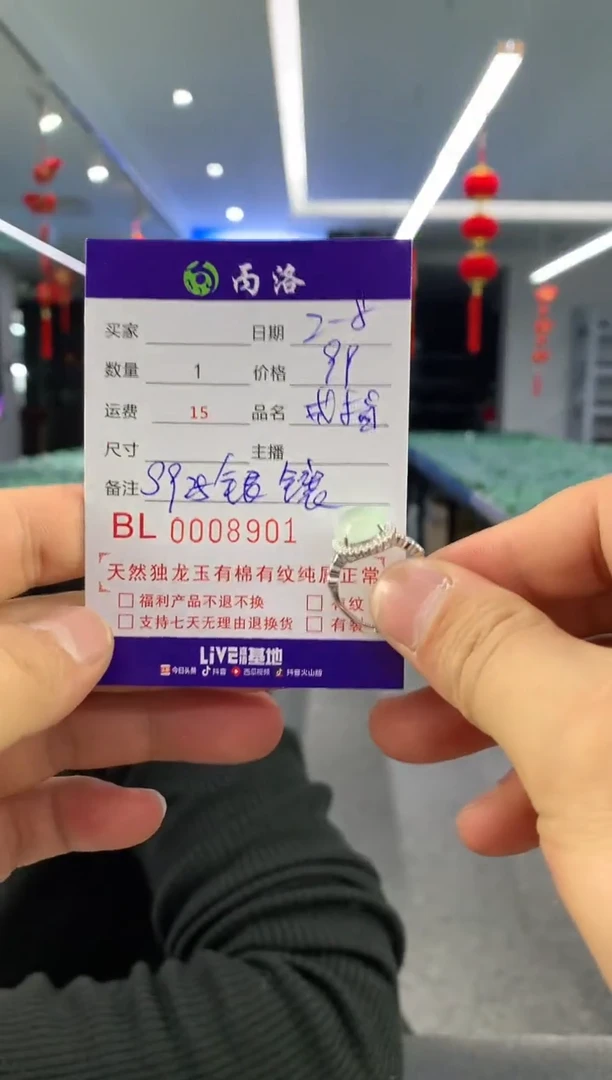 丙洛
买家 日期 2-8
数量 1 价格 99
运费 15 品名 戒指
尺寸 主播
备注 S925银镶
BL 0008901
天然独龙玉有棉有纹纯属正常
福利产品不退不换 有纹
支持七天无理由退换货 有裂
LiVE 基地
今日头条 抖音 西瓜视频 抖音火山版